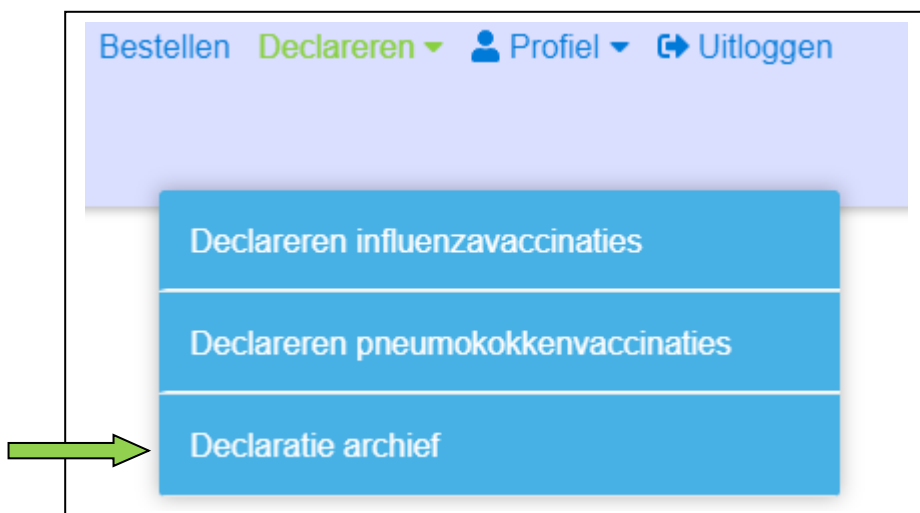 Bestellen Declareren Profiel Uitloggen
Declareren influenzavaccinaties
Declareren pneumokokkenvaccinaties
Declaratie archief